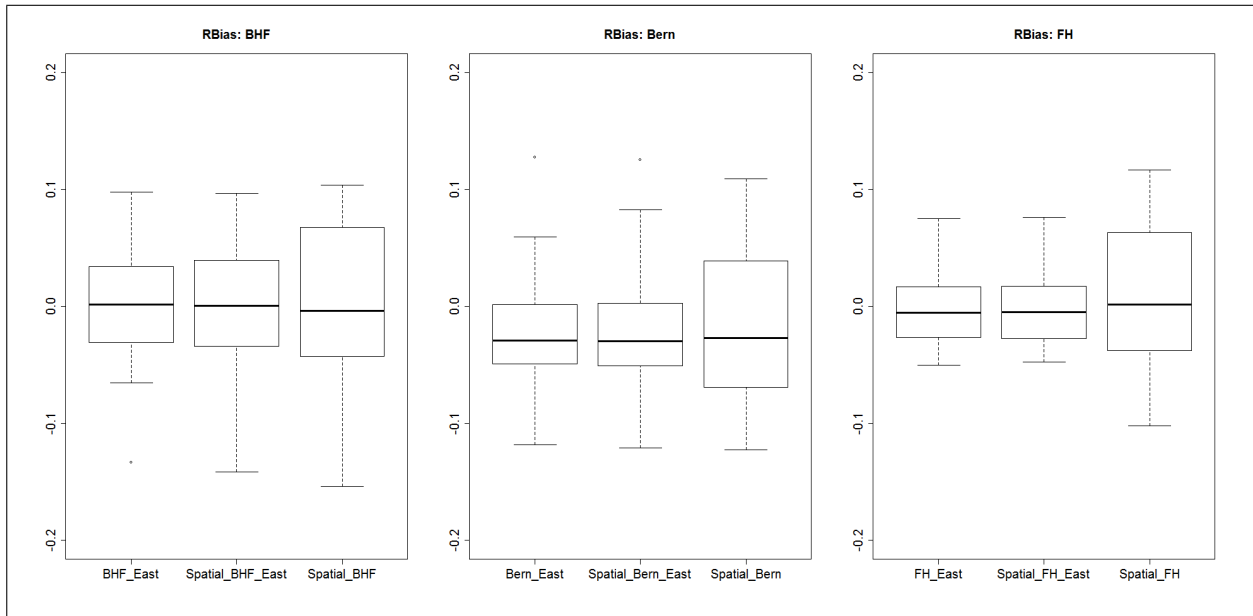 RBias: BHF
0.2
0.1
0.0
-0.1
-0.2
BHF_East
Spatial_BHF_East
Spatial_BHF
RBias: Bern
0.2
0.1
0.0
-0.1
-0.2
Bern_East
Spatial_Bern_East
Spatial_Bern
RBias: FH
0.2
0.1
0.0
-0.1
-0.2
FH_East
Spatial_FH_East
Spatial_FH